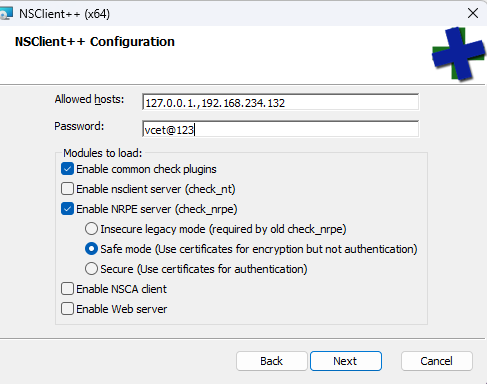 NSClient++ (x64)
NSClient++ Configuration
Allowed hosts: 127.0.0.1.,192.168.234.132
Password: vcet@123
Modules to load:
Enable common check plugins
Enable nsclient server (check_nt)
Enable NRPE server (check_nrpe)
Insecure legacy mode (required by old check_nrpe)
Safe mode (Use certificates for encryption but not authentication)
Secure (Use certificates for authentication)
Enable NSCA client
Enable Web server
Back Next Cancel